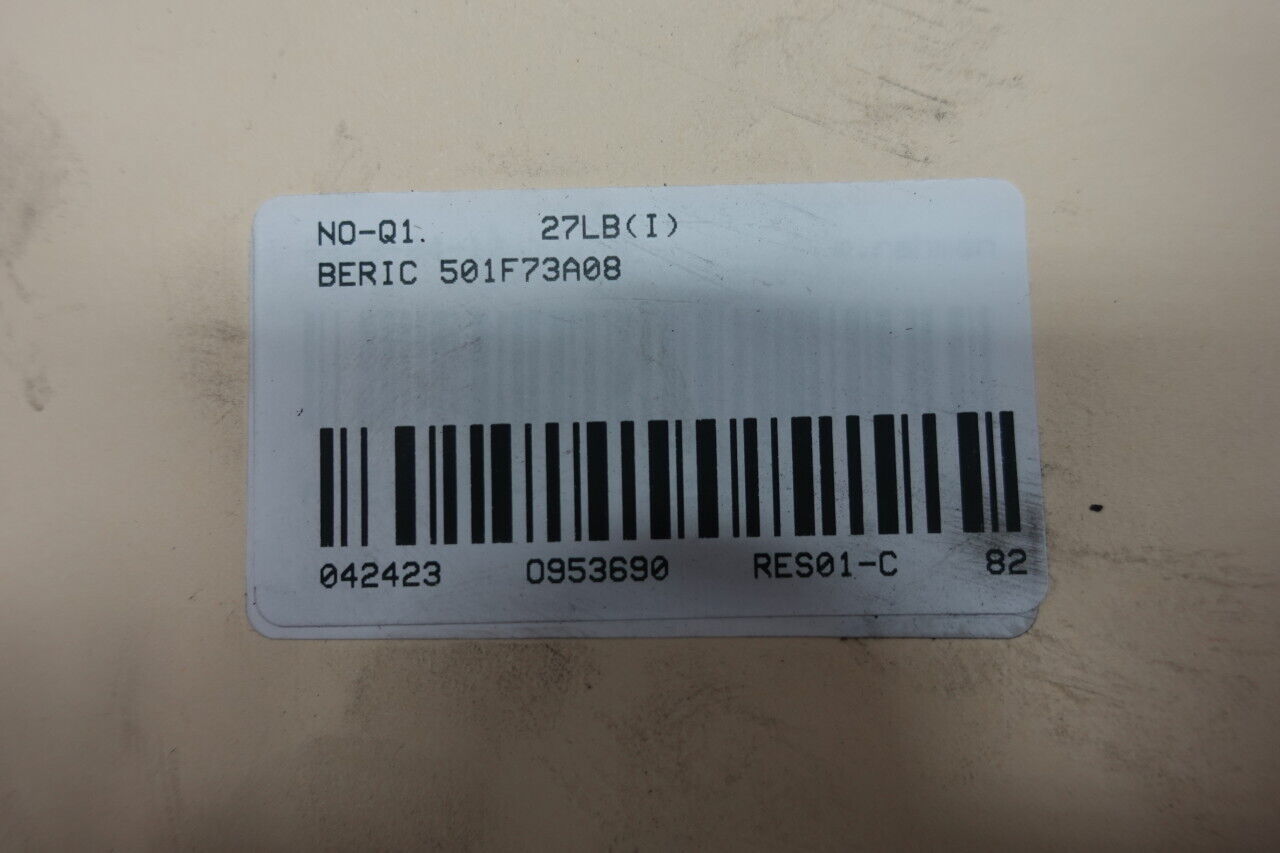 NO-Q1. 27LB(I)
BERIC 501F73A08
042423 0953690 RES01-C 82